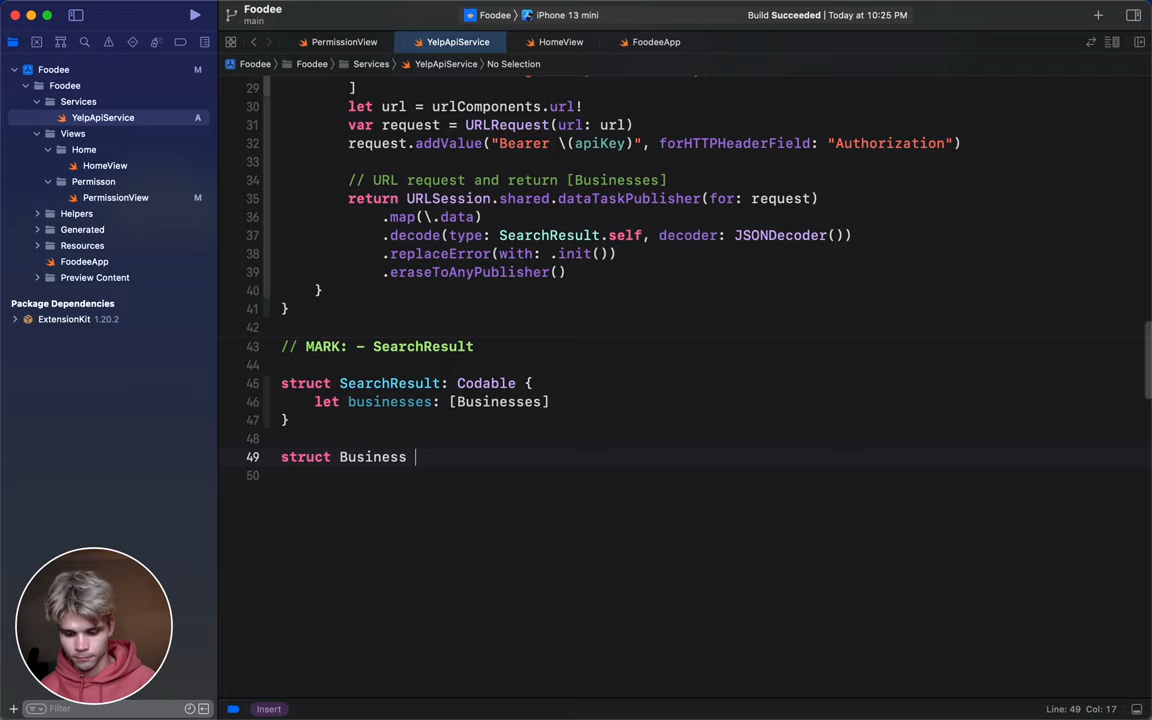 Foodee
main
Foodee 〉 iPhone 13 mini
Build Succeeded | Today at 10:25 PM
PermissionView
YelpApiService
HomeView
FoodeeApp
Foodee 〉 Foodee 〉 Services 〉 YelpApiService 〉 No Selection
Foodee M
Foodee
Services
YelpApiService A
Views
Home
HomeView
Permisson
PermissionView M
Helpers
Generated
Resources
FoodeeApp
Preview Content
Package Dependencies
ExtensionKit 1.20.2
Filter
29 ]
30 let url = urlComponents.url!
31 var request = URLRequest(url: url)
32 request.addValue("Bearer \(apiKey)", forHTTPHeaderField: "Authorization")
33
34 // URL request and return [Businesses]
35 return URLSession.shared.dataTaskPublisher(for: request)
36 .map(\.data)
37 .decode(type: SearchResult.self, decoder: JSONDecoder())
38 .replaceError(with: .init())
39 .eraseToAnyPublisher()
40 }
41 }
42
43 // MARK: - SearchResult
44
45 struct SearchResult: Codable {
46 let businesses: [Businesses]
47 }
48
49 struct Business
50
Insert
Line: 49 Col: 17